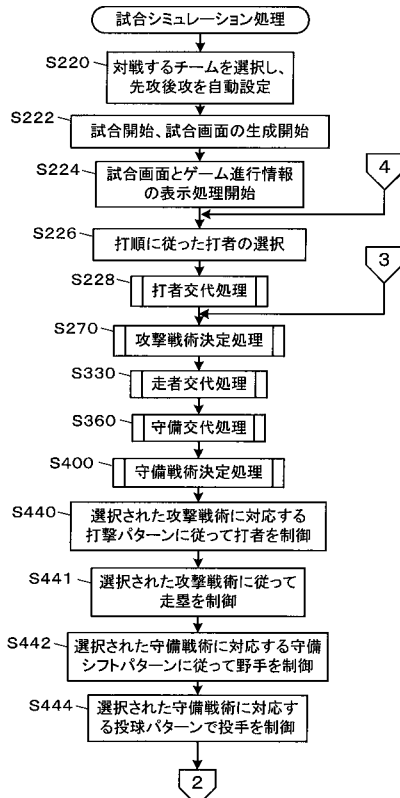 試合シミュレーション処理
S220
対戦するチームを選択し、
先攻後攻を自動設定
S222
試合開始、試合画面の生成開始
S224
試合画面とゲーム進行情報
の表示処理開始
4
S226
打順に従った打者の選択
3
S228
打者交代処理
S270
攻撃戦術決定処理
S330
走者交代処理
S360
守備交代処理
S400
守備戦術決定処理
S440
選択された攻撃戦術に対応する
打撃パターンに従って打者を制御
S441
選択された攻撃戦術に従って
走塁を制御
S442
選択された守備戦術に対応する守備
シフトパターンに従って野手を制御
S444
選択された守備戦術に対応す
る投球パターンで投手を制御
2